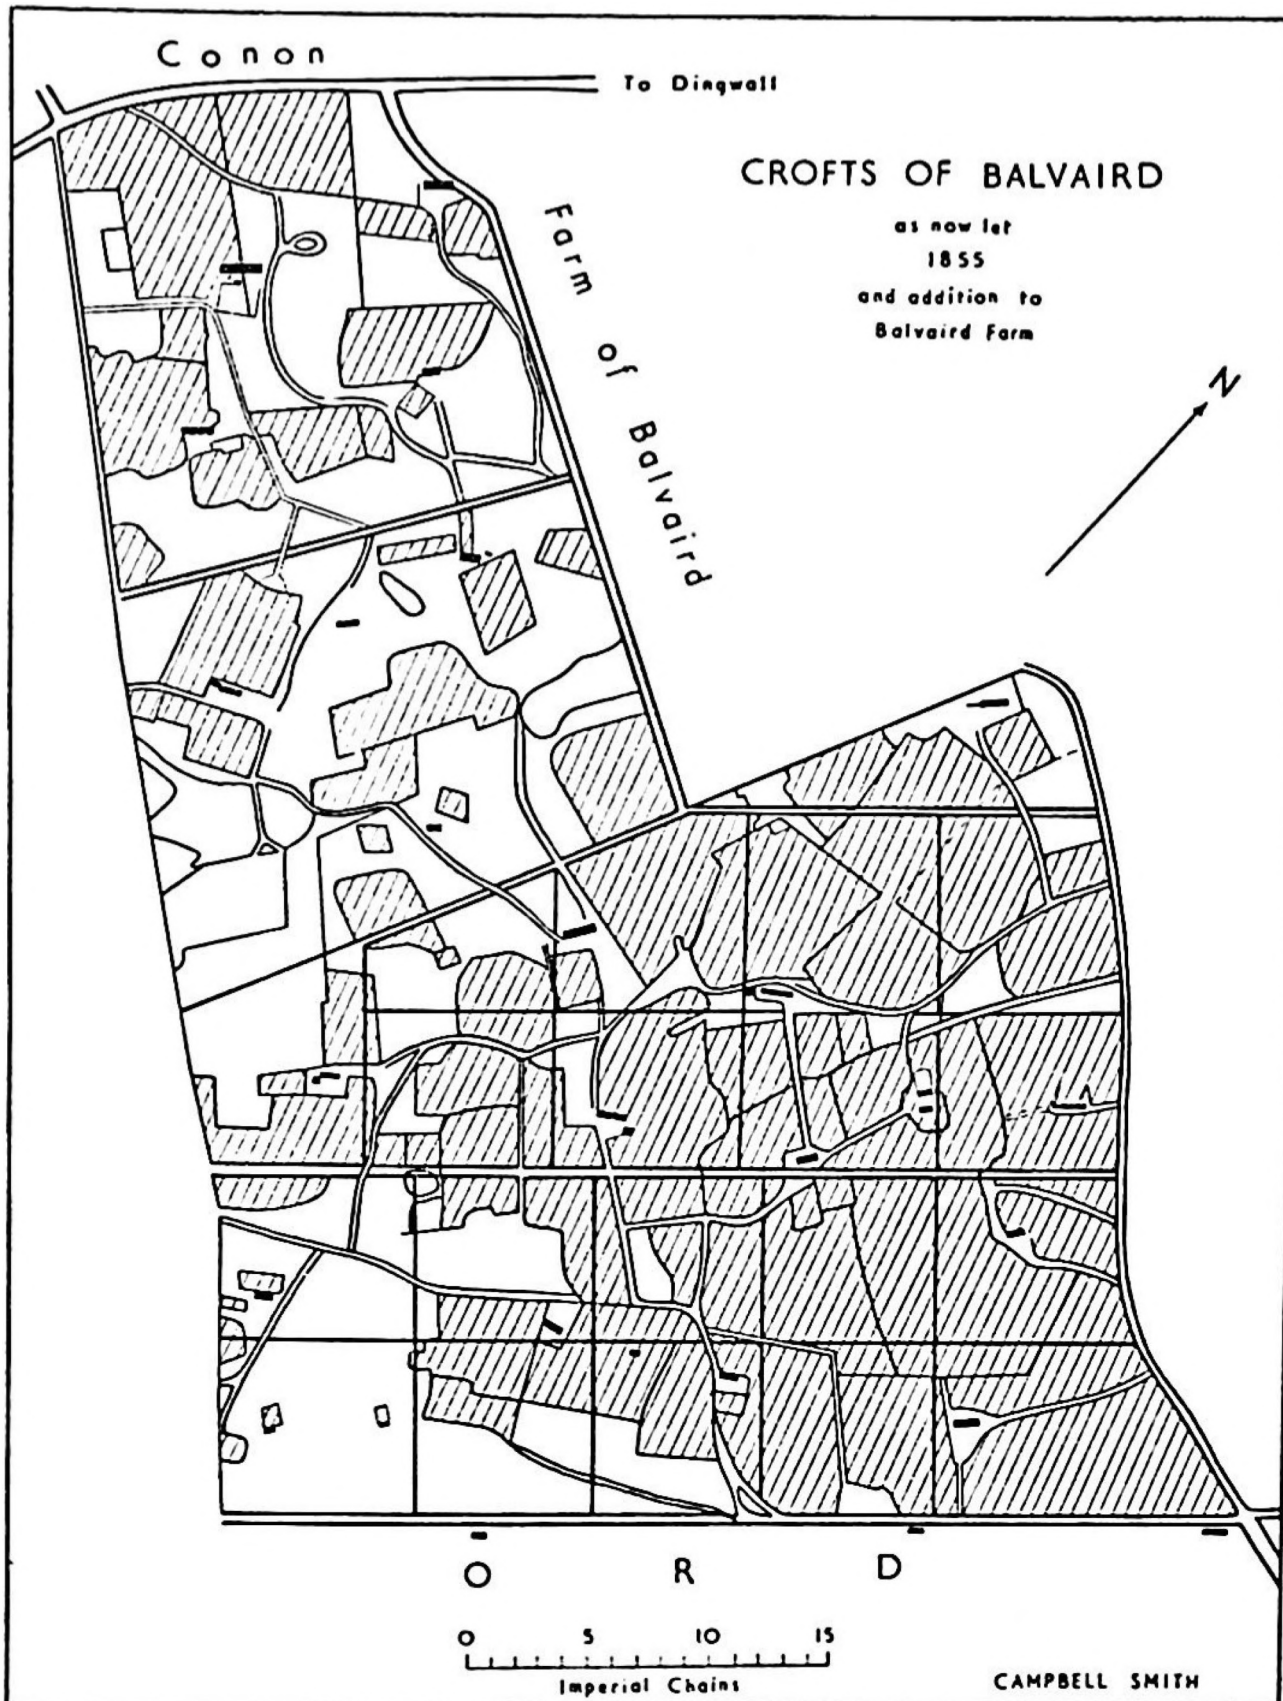 Conon
To Dingwall
CROFTS OF BALVAIRD
as now let
1855
and addition to
Balvaird Farm
Farm of Balvaird
N
ORD
0 5 10 15
Imperial Chains
CAMPBELL SMITH